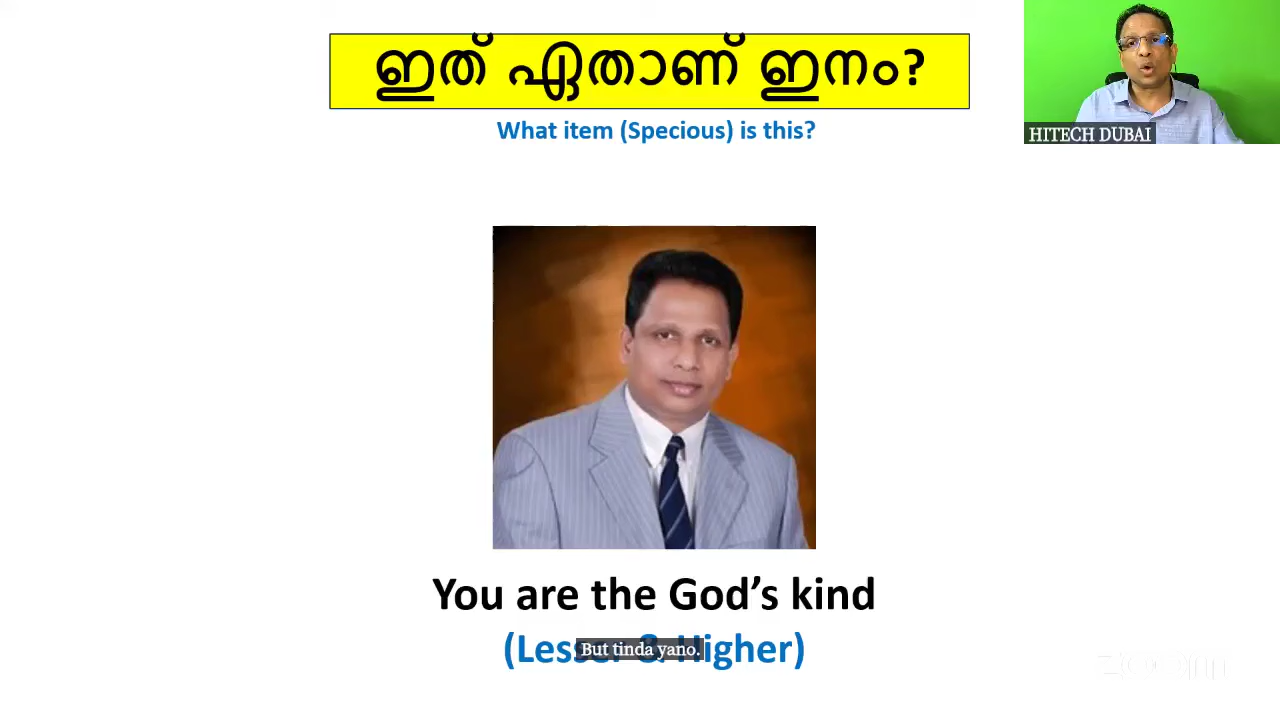 ഇത് ഏതാണ് ഇനം?
What item (Specious) is this?
HITECH DUBAI
You are the God's kind
(Lesser & Higher)
But tinda yano.